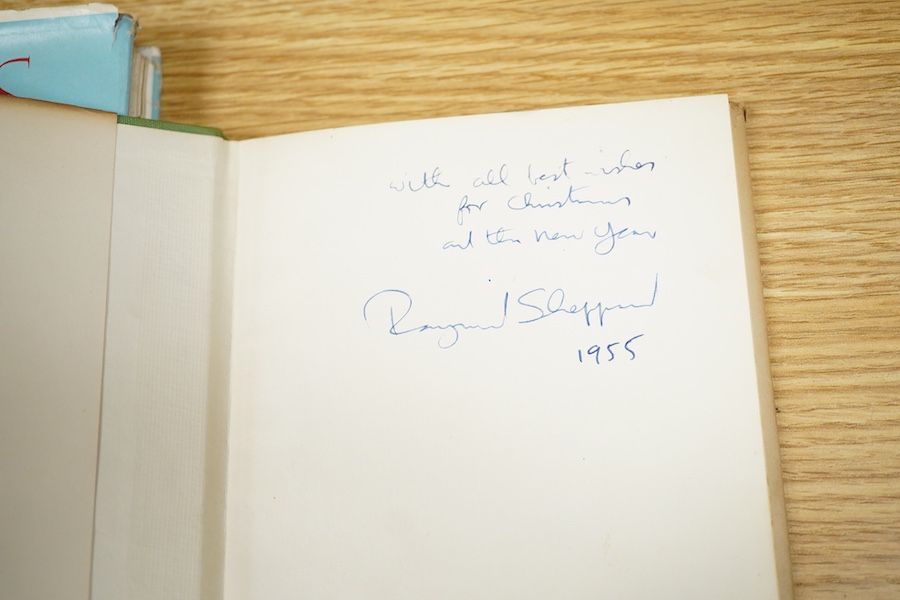 with all best wishes
for Christmas
and the New Year
Raymond Sheppard
1955